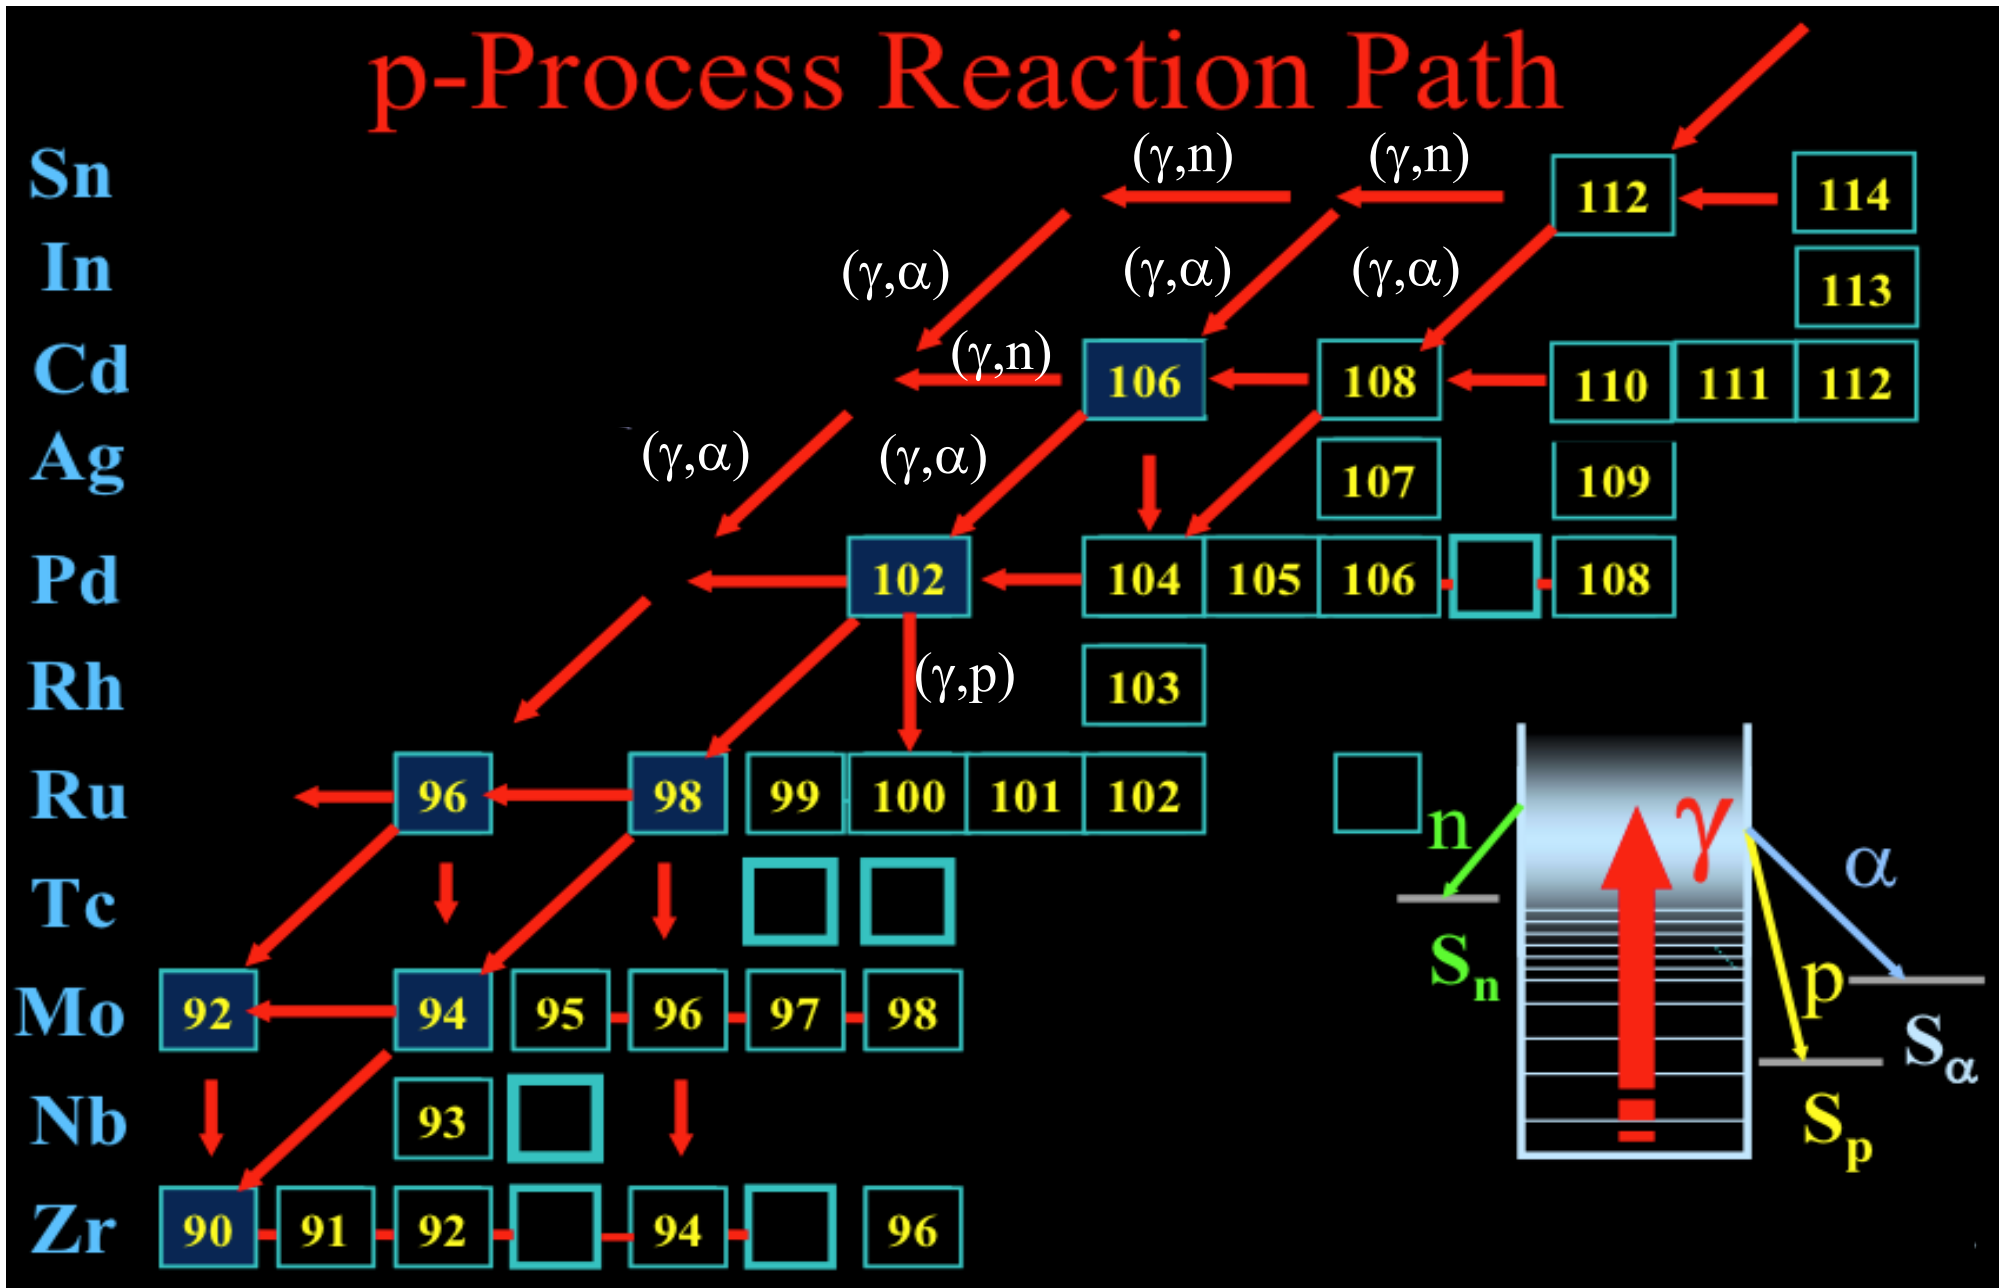 p-Process Reaction Path
(γ,n) (γ,n)
Sn 112 114
In 113
(γ,α) (γ,α) (γ,α)
(γ,n)
Cd 106 108 110 111 112
Ag 107 109
(γ,α) (γ,α)
Pd 102 104 105 106 108
Rh 103
(γ,p)
Ru 96 98 99 100 101 102
Tc
Mo 92 94 95 96 97 98
Nb 93
Zr 90 91 92 94 96
n γ α
Sn p
Sα
Sp